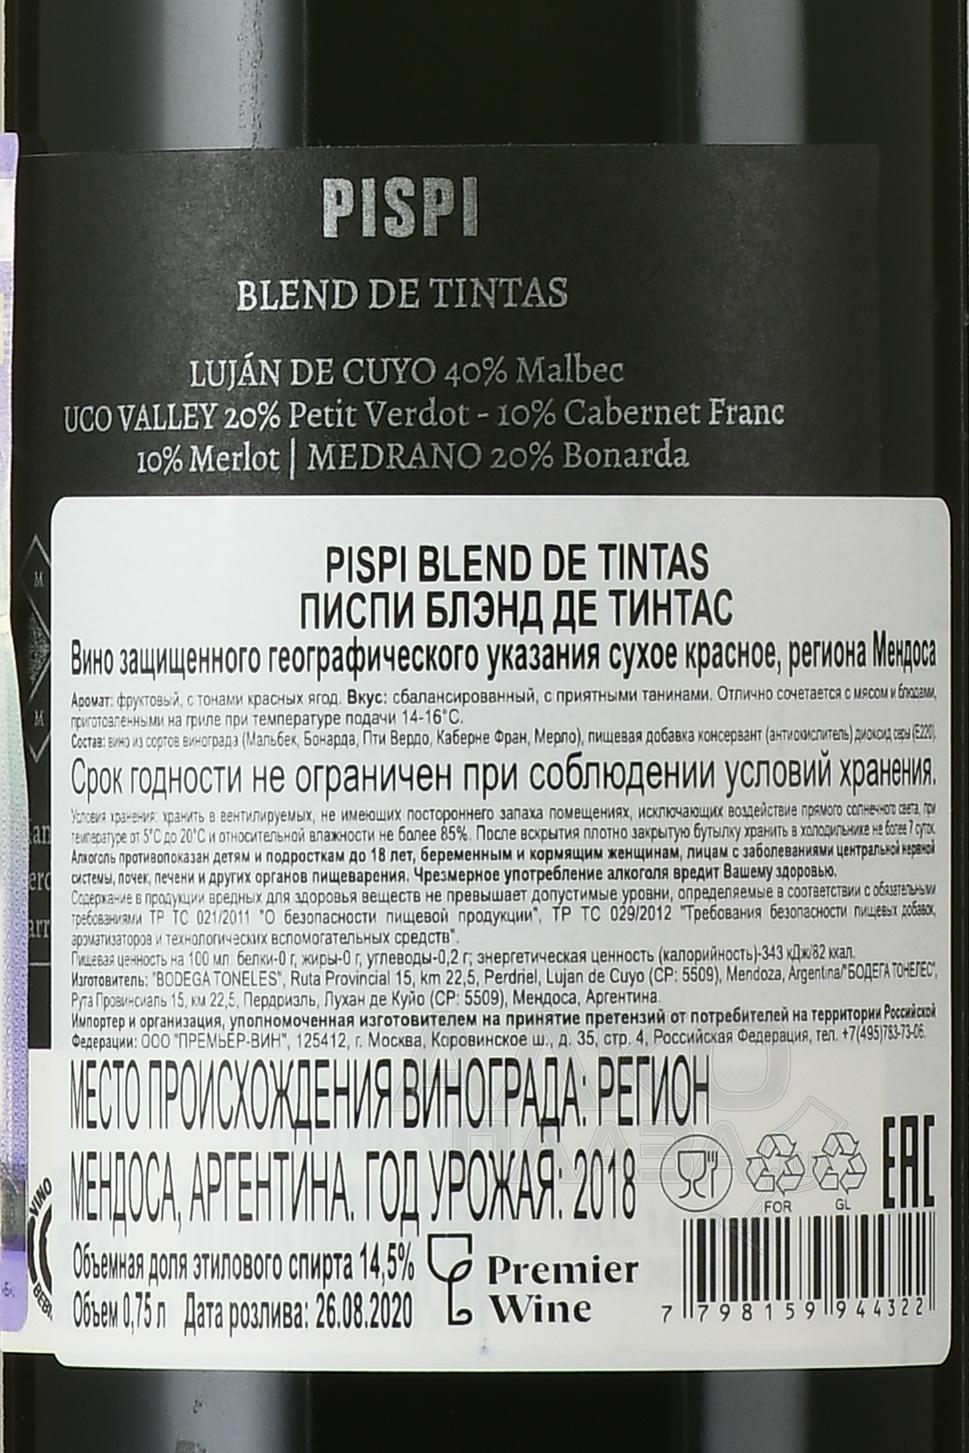 PISPI
BLEND DE TINTAS
LUJÁN DE CUYO 40% Malbec
UCO VALLEY 20% Petit Verdot - 10% Cabernet Franc
10% Merlot | MEDRANO 20% Bonarda
M
M
PISPI BLEND DE TINTAS
ПИСПИ БЛЭНД ДЕ ТИНТАС
Вино защищенного географического указания сухое красное, региона Мендоса
Аромат: фруктовый, с тонами красных ягод. Вкус: сбалансированный, с приятными танинами. Отлично сочетается с мясом и блюдами,
приготовленными на гриле при температуре подачи 14-16°С.
Состав: вино из сортов винограда (Мальбек, Бонарда, Пти Вердо, Каберне Фран, Мерло), пищевая добавка консервант (антиокислитель) диоксид серы (Е220).
Срок годности не ограничен при соблюдении условий хранения.
Условия хранения: хранить в вентилируемых, не имеющих постороннего запаха помещениях, исключающих воздействие прямого солнечного света, при
температуре от 5°С до 20°С и относительной влажности не более 85%. После вскрытия плотно закрытую бутылку хранить в холодильнике не более 7 суток.
Алкоголь противопоказан детям и подросткам до 18 лет, беременным и кормящим женщинам, лицам с заболеваниями центральной нервной
системы, почек, печени и других органов пищеварения. Чрезмерное употребление алкоголя вредит Вашему здоровью.
Содержание в продукции вредных для здоровья веществ не превышает допустимые уровни, определяемые в соответствии с обязательными
требованиями ТР ТС 021/2011 "О безопасности пищевой продукции", ТР ТС 029/2012 "Требования безопасности пищевых добавок,
ароматизаторов и технологических вспомогательных средств".
Пищевая ценность на 100 мл: белки-0 г, жиры-0 г, углеводы-0,2 г; энергетическая ценность (калорийность)-343 кДж/82 ккал.
Изготовитель: "BODEGA TONELES", Ruta Provincial 15, km 22,5, Perdriel, Lujan de Cuyo (CP: 5509), Mendoza, Argentina/"БОДЕГА ТОНЕЛЕС",
Рута Провинсиаль 15, км 22,5, Пердриэль, Лухан де Куйо (СР: 5509), Мендоса, Аргентина.
Импортер и организация, уполномоченная изготовителем на принятие претензий от потребителей на территории Российской
Федерации: ООО "ПРЕМЬЕР-ВИН", 125412, г. Москва, Коровинское ш., д. 35, стр. 4, Российская Федерация, тел. +7(495)783-73-06.
МЕСТО ПРОИСХОЖДЕНИЯ ВИНОГРАДА: РЕГИОН
МЕНДОСА, АРГЕНТИНА. ГОД УРОЖАЯ: 2018
FOR
GL
EAC
Объемная доля этилового спирта 14,5%
Объем 0,75 л Дата розлива: 26.08.2020
Premier
Wine
7 798159 944322
VINO